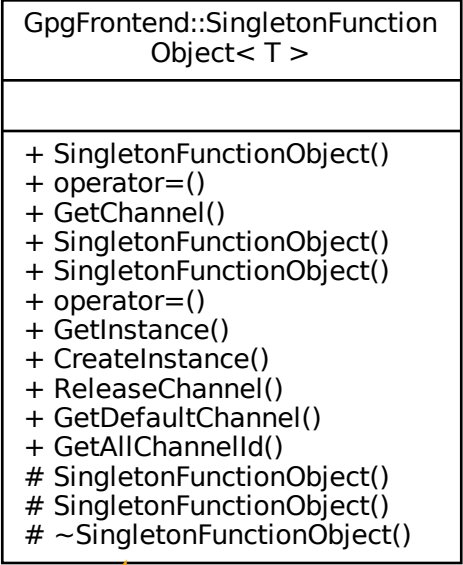 GpgFrontend::SingletonFunction
Object< T >
+ SingletonFunctionObject()
+ operator=()
+ GetChannel()
+ SingletonFunctionObject()
+ SingletonFunctionObject()
+ operator=()
+ GetInstance()
+ CreateInstance()
+ ReleaseChannel()
+ GetDefaultChannel()
+ GetAllChannelId()
# SingletonFunctionObject()
# SingletonFunctionObject()
# ~SingletonFunctionObject()